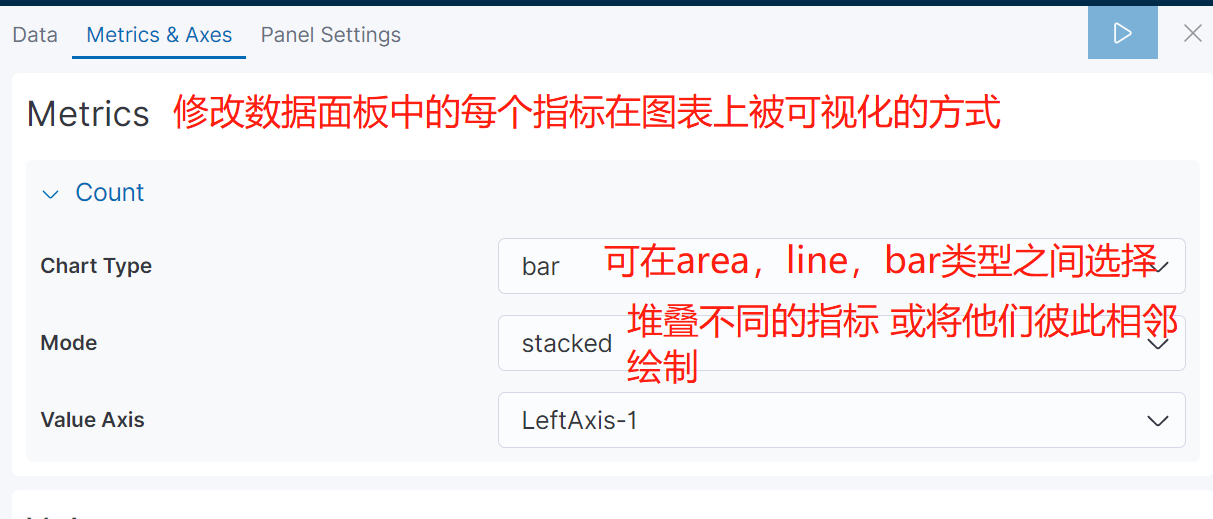 Data Metrics & Axes Panel Settings
Metrics 修改数据面板中的每个指标在图表上被可视化的方式
Count
Chart Type bar 可在area，line，bar类型之间选择
Mode stacked 堆叠不同的指标 或将他们彼此相邻
绘制
Value Axis LeftAxis-1